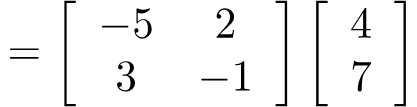 = [ -5 2 ] [ 4 ]
[ 3 -1 ] [ 7 ]